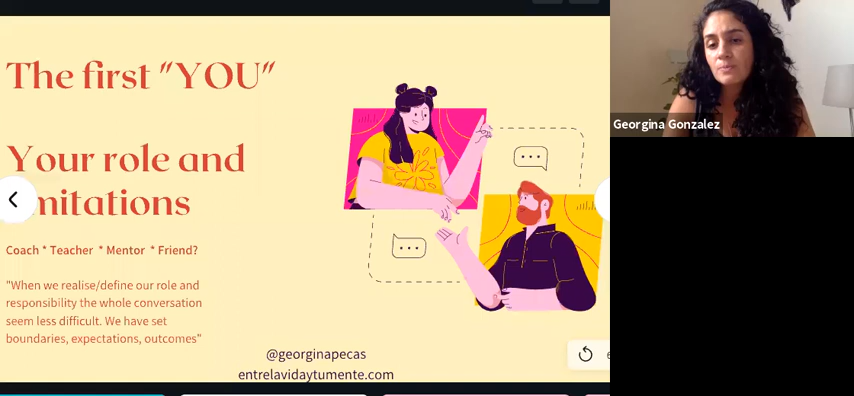 The first "YOU"
Your role and
mitations
Coach * Teacher * Mentor * Friend?
"When we realise/define our role and
responsibility the whole conversation
seem less difficult. We have set
boundaries, expectations, outcomes"
@georginapecas
entrelavidaytumente.com
Georgina Gonzalez